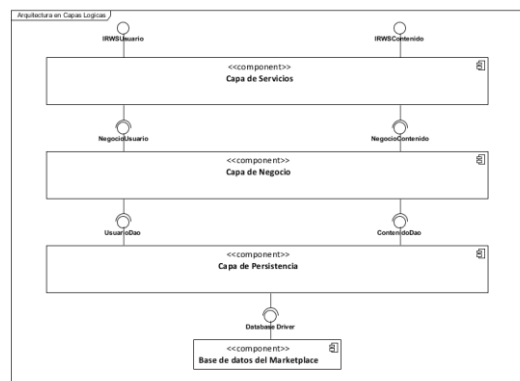 Arquitectura en Capas Logicas
IRWSUsuario
IRWSContenido
<<component>>
Capa de Servicios
NegocioUsuario
NegocioContenido
<<component>>
Capa de Negocio
UsuarioDao
ContenidoDao
<<component>>
Capa de Persistencia
Database Driver
<<component>>
Base de datos del Marketplace